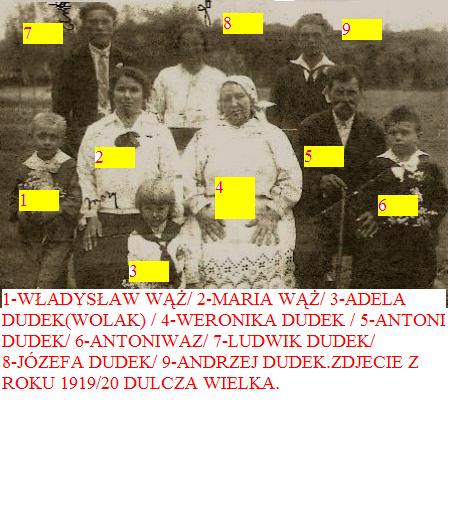 7
8
9
2
5
1
4
6
3
1-WŁADYSŁAW WĄŻ/ 2-MARIA WĄŻ/ 3-ADELA
DUDEK(WOLAK) / 4-WERONIKA DUDEK / 5-ANTONI
DUDEK/ 6-ANTONIWAZ/ 7-LUDWIK DUDEK/
8-JÓZEFA DUDEK/ 9-ANDRZEJ DUDEK.ZDJECIE Z
ROKU 1919/20 DULCZA WIELKA.